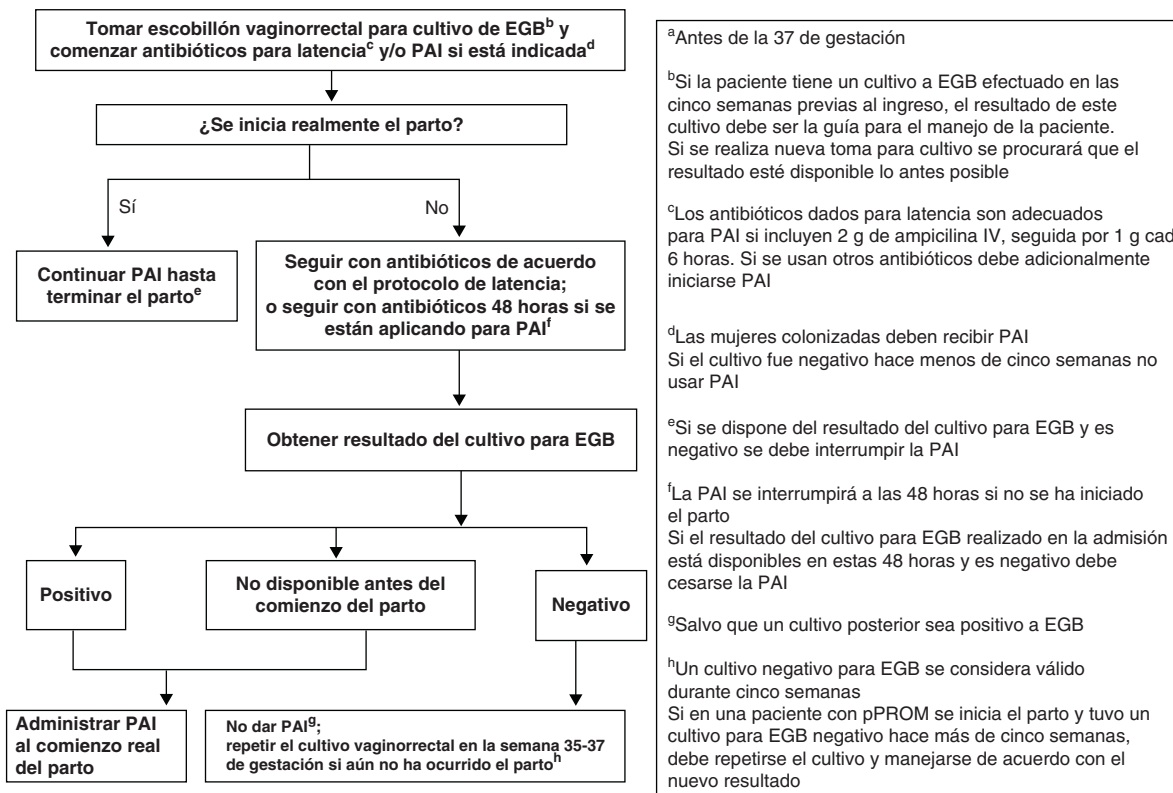 Tomar escobillón vaginorrectal para cultivo de EGBᵇ y
comenzar antibióticos para latenciaᶜ y/o PAI si está indicadaᵈ
¿Se inicia realmente el parto?
Sí
No
Continuar PAI hasta
terminar el partoᵉ
Seguir con antibióticos de acuerdo
con el protocolo de latencia;
o seguir con antibióticos 48 horas si se
están aplicando para PAIᶠ
Obtener resultado del cultivo para EGB
Positivo
No disponible antes del
comienzo del parto
Negativo
Administrar PAI
al comienzo real
del parto
No dar PAIᵍ;
repetir el cultivo vaginorrectal en la semana 35-37
de gestación si aún no ha ocurrido el partoʰ
ᵃAntes de la 37 de gestación
ᵇSi la paciente tiene un cultivo a EGB efectuado en las
cinco semanas previas al ingreso, el resultado de este
cultivo debe ser la guía para el manejo de la paciente.
Si se realiza nueva toma para cultivo se procurará que el
resultado esté disponible lo antes posible
ᶜLos antibióticos dados para latencia son adecuados
para PAI si incluyen 2 g de ampicilina IV, seguida por 1 g cad
6 horas. Si se usan otros antibióticos debe adicionalmente
iniciarse PAI
ᵈLas mujeres colonizadas deben recibir PAI
Si el cultivo fue negativo hace menos de cinco semanas no
usar PAI
ᵉSi se dispone del resultado del cultivo para EGB y es
negativo se debe interrumpir la PAI
ᶠLa PAI se interrumpirá a las 48 horas si no se ha iniciado
el parto
Si el resultado del cultivo para EGB realizado en la admisión
está disponibles en estas 48 horas y es negativo debe
cesarse la PAI
ᵍSalvo que un cultivo posterior sea positivo a EGB
ʰUn cultivo negativo para EGB se considera válido
durante cinco semanas
Si en una paciente con pPROM se inicia el parto y tuvo un
cultivo para EGB negativo hace más de cinco semanas,
debe repetirse el cultivo y manejarse de acuerdo con el
nuevo resultado